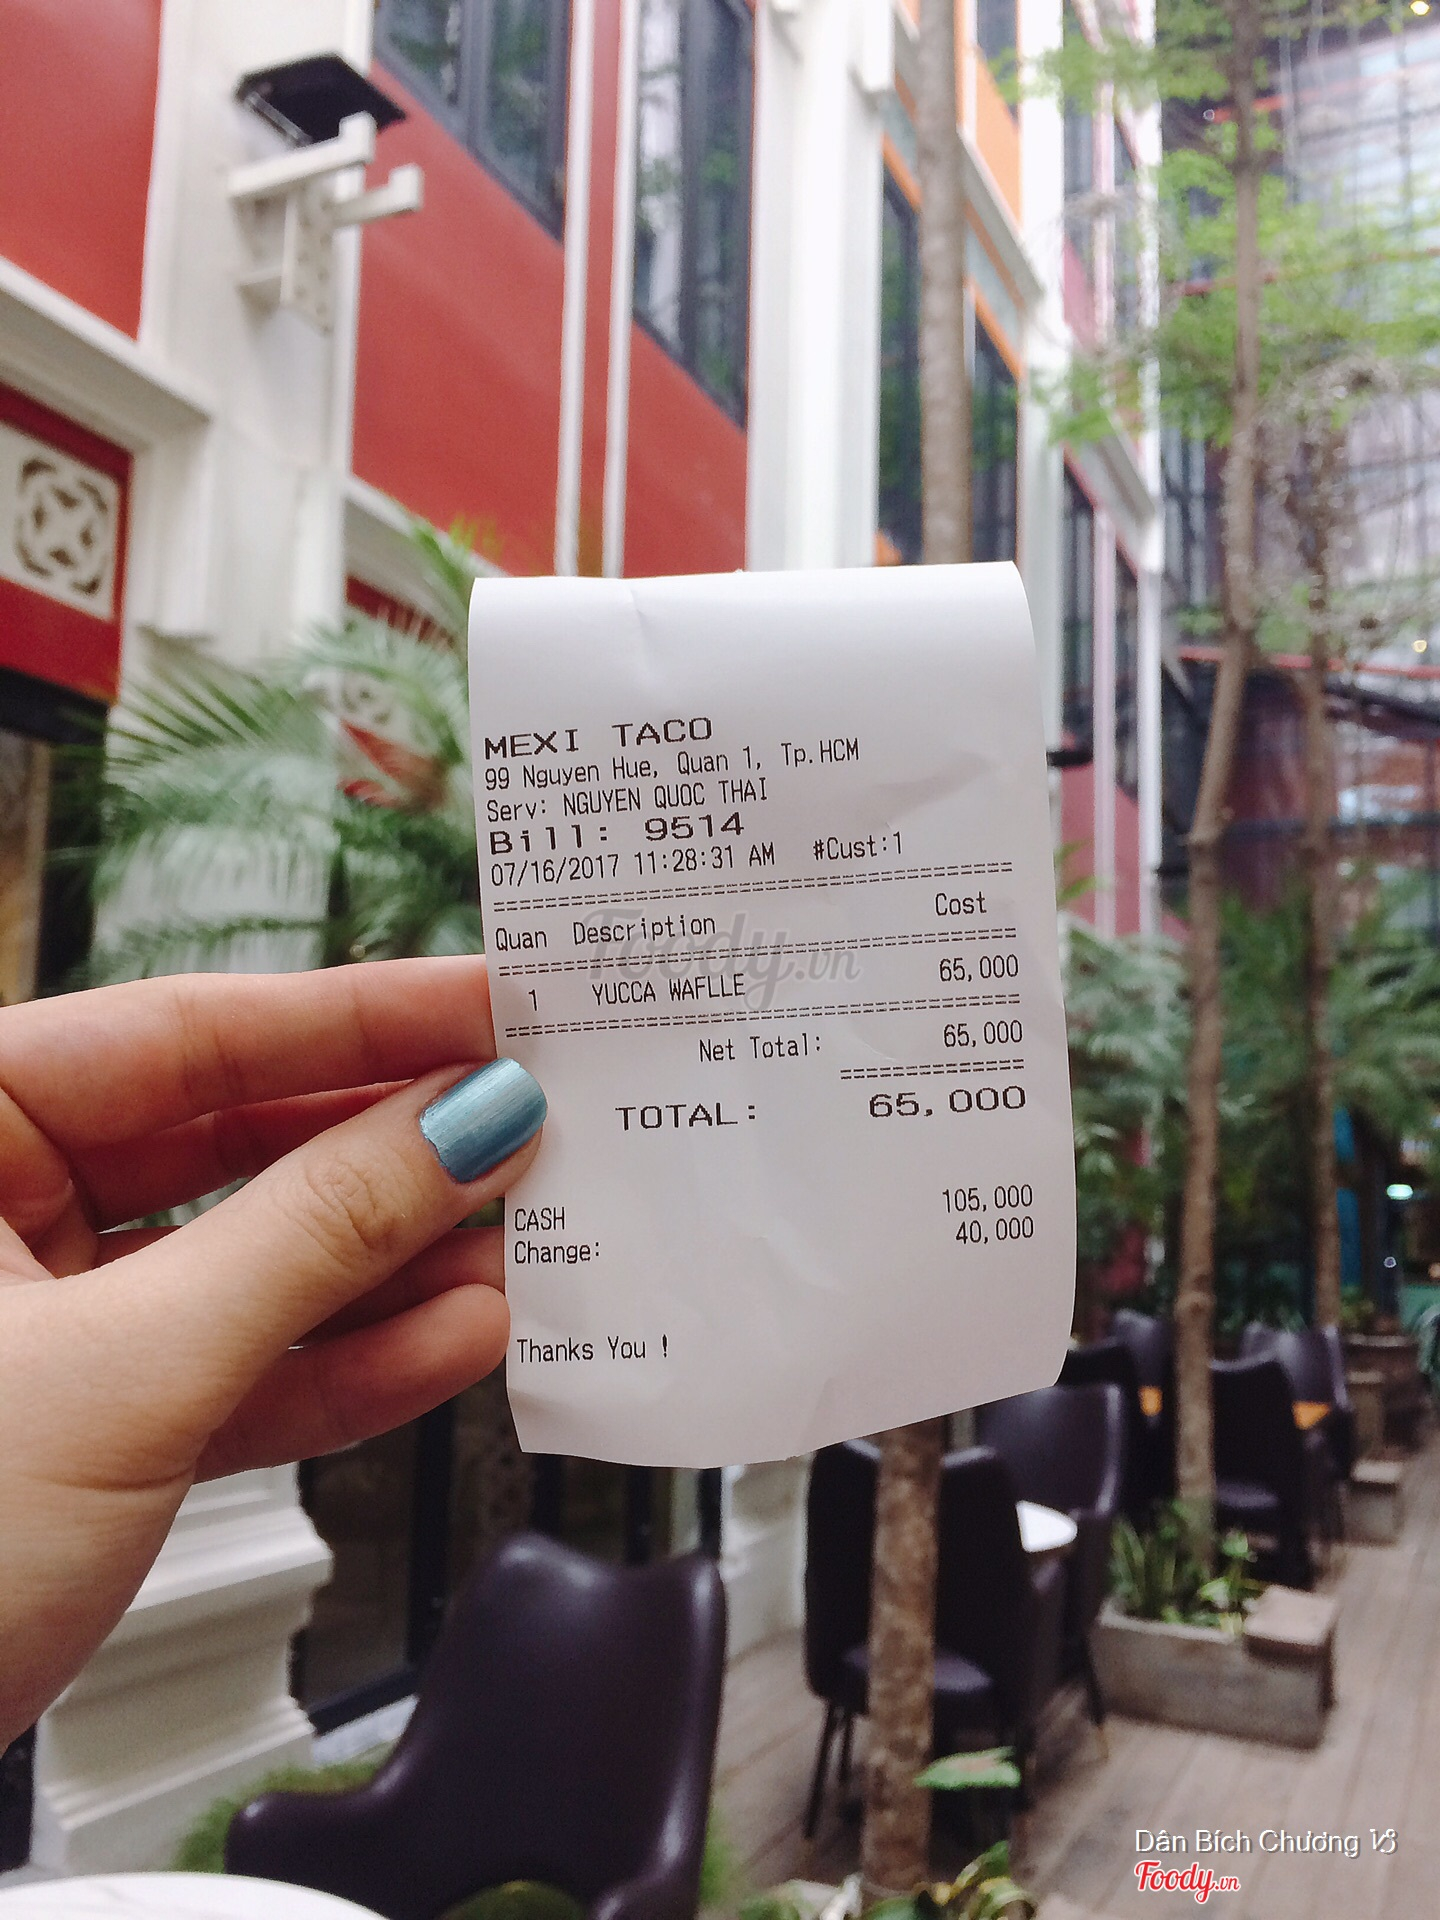 MEXI TACO
99 Nguyen Hue, Quan 1, Tp.HCM
Serv: NGUYEN QUOC THAI
Bill: 9514
07/16/2017 11:28:31 AM #Cust:1
Quan Description Cost
1 YUCCA WAFLLE 65,000
Net Total: 65,000
TOTAL: 65,000
CASH 105,000
Change: 40,000
Thanks You !
Foody.vn
Dân Bích Chương
Foody.vn